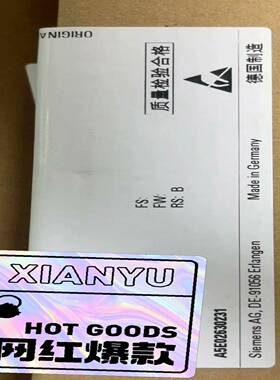 ORIGINA
质量检验合格
德国制造
FS:
FW:
RS: B
Made in Germany
A5E02630231
Siemens AG, DE-91056 Erlangen
XIANYU
HOT GOODS
网红爆款